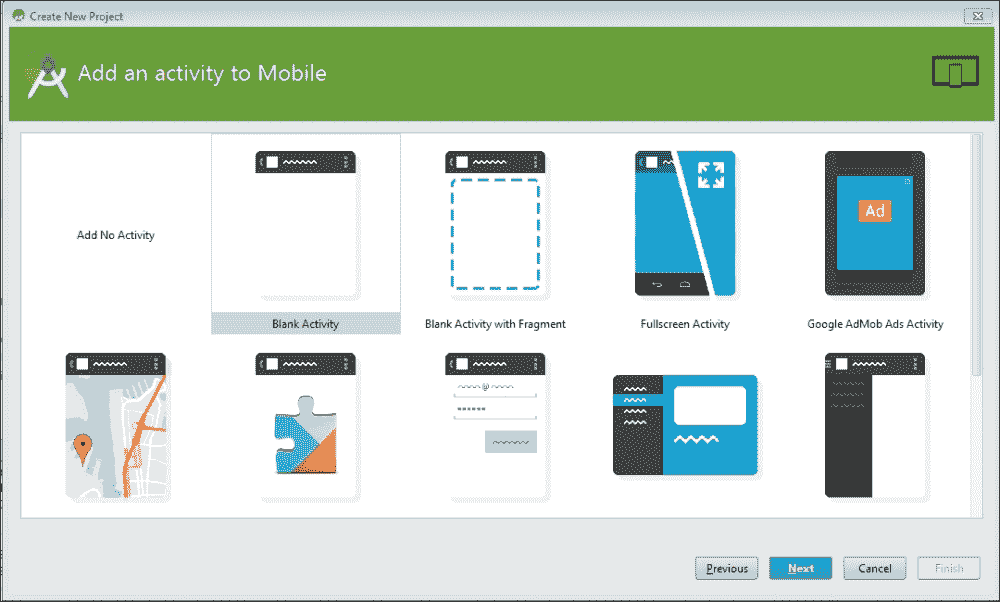 Create New Project
Add an activity to Mobile
Add No Activity
Blank Activity
Blank Activity with Fragment
Fullscreen Activity
Ad
Google AdMob Ads Activity
Previous
Next
Cancel
Finish